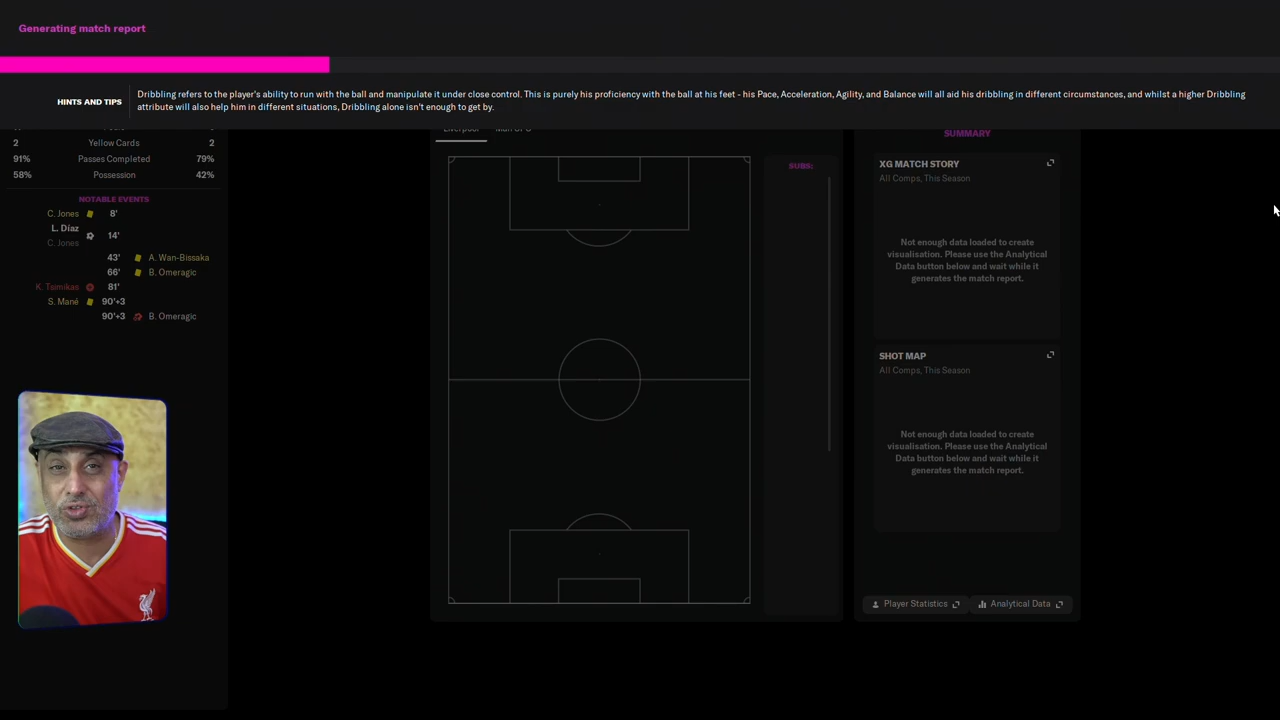 Generating match report
HINTS AND TIPS
Dribbling refers to the player's ability to run with the ball and manipulate it under close control. This is purely his proficiency with the ball at his feet - his Pace, Acceleration, Agility, and Balance will all aid his dribbling in different circumstances, and whilst a higher Dribbling
attribute will also help him in different situations, Dribbling alone isn't enough to get by.
2 Yellow Cards 2
91% Passes Completed 79%
58% Possession 42%
NOTABLE EVENTS
C. Jones 8'
L. Díaz
C. Jones 14'
43' A. Wan-Bissaka
66' B. Omeragic
K. Tsimikas 81'
S. Mané 90'+3
90'+3 B. Omeragic
Liverpool
SUBS:
SUMMARY
XG MATCH STORY
All Comps, This Season
Not enough data loaded to create
visualisation. Please use the Analytical
Data button below and wait while it
generates the match report.
SHOT MAP
All Comps, This Season
Not enough data loaded to create
visualisation. Please use the Analytical
Data button below and wait while it
generates the match report.
Player Statistics
Analytical Data